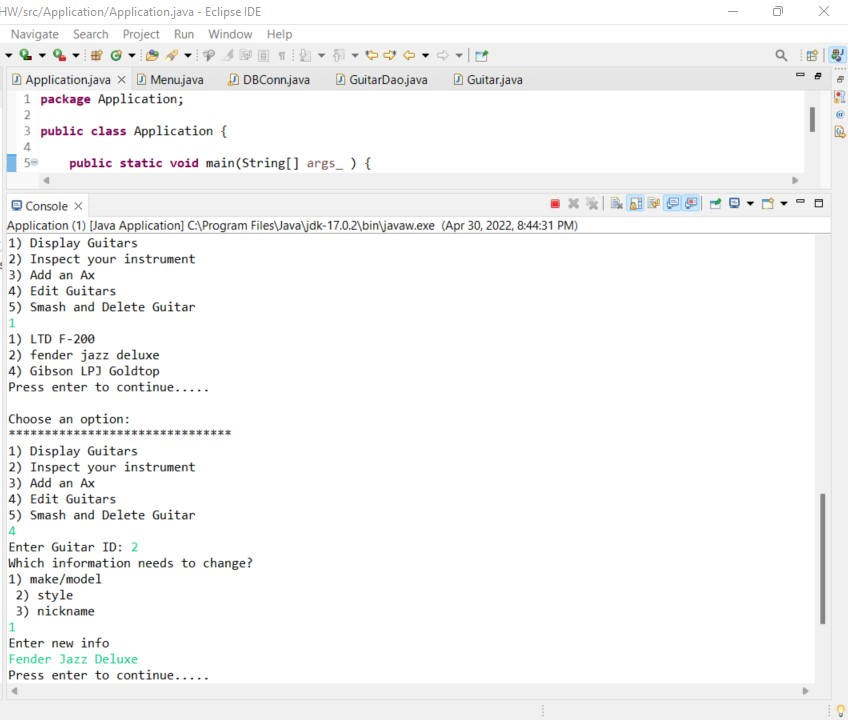 HW/src/Application/Application.java - Eclipse IDE
Navigate Search Project Run Window Help
Application.java Menu.java DBConn.java GuitarDao.java Guitar.java
1 package Application;
2
3 public class Application {
4
5 public static void main(String[] args_ ) {
Console
Application (1) [Java Application] C:\Program Files\Java\jdk-17.0.2\bin\javaw.exe (Apr 30, 2022, 8:44:31 PM)
1) Display Guitars
2) Inspect your instrument
3) Add an Ax
4) Edit Guitars
5) Smash and Delete Guitar
1
1) LTD F-200
2) fender jazz deluxe
4) Gibson LPJ Goldtop
Press enter to continue.....
Choose an option:
*******************************
1) Display Guitars
2) Inspect your instrument
3) Add an Ax
4) Edit Guitars
5) Smash and Delete Guitar
4
Enter Guitar ID: 2
Which information needs to change?
1) make/model
2) style
3) nickname
1
Enter new info
Fender Jazz Deluxe
Press enter to continue.....